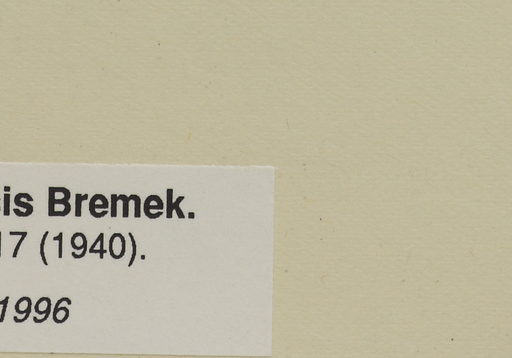 is Bremek.
17 (1940).
1996